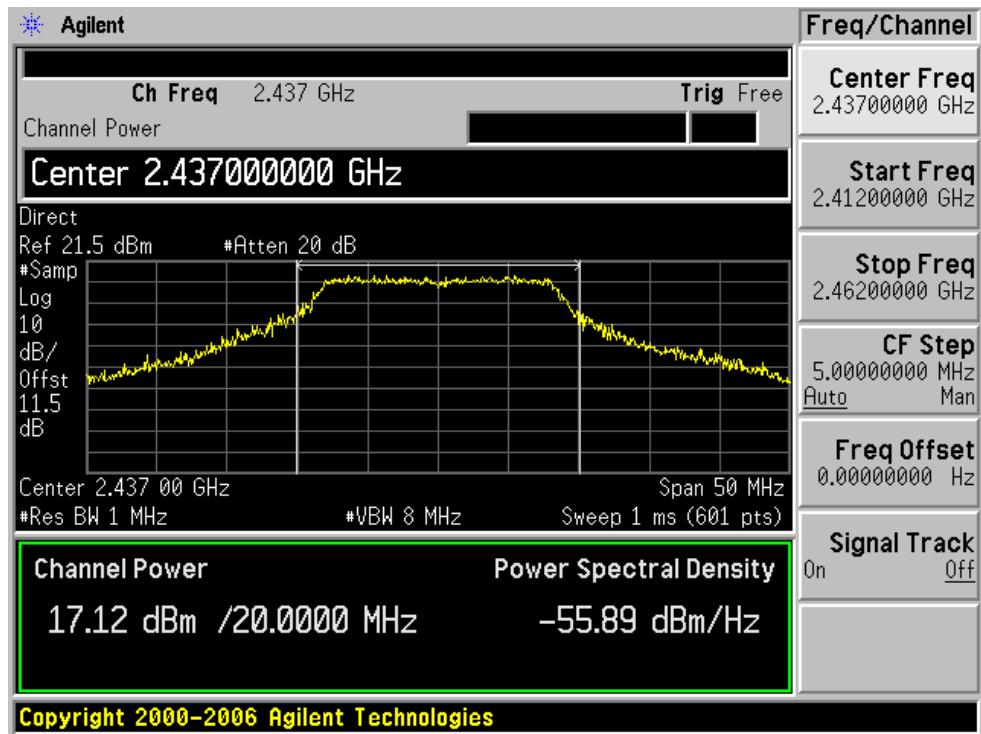 Agilent
Freq/Channel
Ch Freq 2.437 GHz Trig Free
Channel Power
Center 2.437000000 GHz
Direct
Ref 21.5 dBm #Atten 20 dB
#Samp
Log
10
dB/
Offst
11.5
dB
Center 2.437 00 GHz Span 50 MHz
#Res BW 1 MHz #VBW 8 MHz Sweep 1 ms (601 pts)
Channel Power Power Spectral Density
17.12 dBm /20.0000 MHz -55.89 dBm/Hz
Center Freq
2.43700000 GHz
Start Freq
2.41200000 GHz
Stop Freq
2.46200000 GHz
CF Step
5.00000000 MHz
Auto Man
Freq Offset
0.00000000 Hz
Signal Track
On Off
Copyright 2000-2006 Agilent Technologies